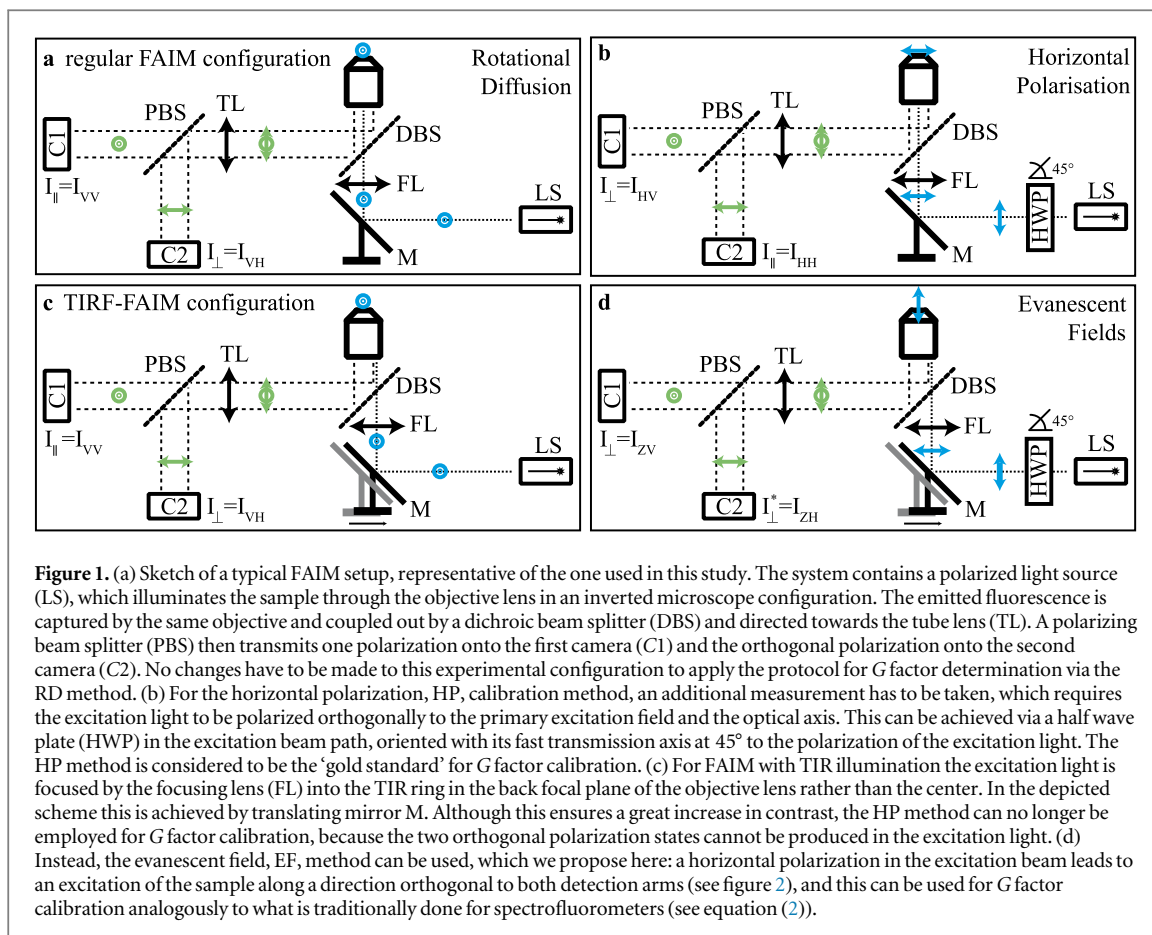 a regular FAIM configuration
Rotational
Diffusion
PBS
TL
DBS
C1
I∥=IVV
FL
LS
C2
I⊥=IVH
M
b
Horizontal
Polarisation
PBS
TL
DBS
C1
I⊥=IHV
FL
45°
LS
HWP
C2
I∥=IHH
M
c TIRF-FAIM configuration
PBS
TL
DBS
C1
I∥=IVV
FL
LS
C2
I⊥=IVH
M
d
Evanescent
Fields
PBS
TL
DBS
C1
I⊥=IZV
FL
45°
LS
HWP
C2
I*⊥=IZH
M
Figure 1. (a) Sketch of a typical FAIM setup, representative of the one used in this study. The system contains a polarized light source
(LS), which illuminates the sample through the objective lens in an inverted microscope configuration. The emitted fluorescence is
captured by the same objective and coupled out by a dichroic beam splitter (DBS) and directed towards the tube lens (TL). A polarizing
beam splitter (PBS) then transmits one polarization onto the first camera (C1) and the orthogonal polarization onto the second
camera (C2). No changes have to be made to this experimental configuration to apply the protocol for G factor determination via the
RD method. (b) For the horizontal polarization, HP, calibration method, an additional measurement has to be taken, which requires
the excitation light to be polarized orthogonally to the primary excitation field and the optical axis. This can be achieved via a half wave
plate (HWP) in the excitation beam path, oriented with its fast transmission axis at 45° to the polarization of the excitation light. The
HP method is considered to be the ‘gold standard’ for G factor calibration. (c) For FAIM with TIR illumination the excitation light is
focused by the focusing lens (FL) into the TIR ring in the back focal plane of the objective lens rather than the center. In the depicted
scheme this is achieved by translating mirror M. Although this ensures a great increase in contrast, the HP method can no longer be
employed for G factor calibration, because the two orthogonal polarization states cannot be produced in the excitation light. (d)
Instead, the evanescent field, EF, method can be used, which we propose here: a horizontal polarization in the excitation beam leads to
an excitation of the sample along a direction orthogonal to both detection arms (see figure 2), and this can be used for G factor
calibration analogously to what is traditionally done for spectrofluorometers (see equation (2)).